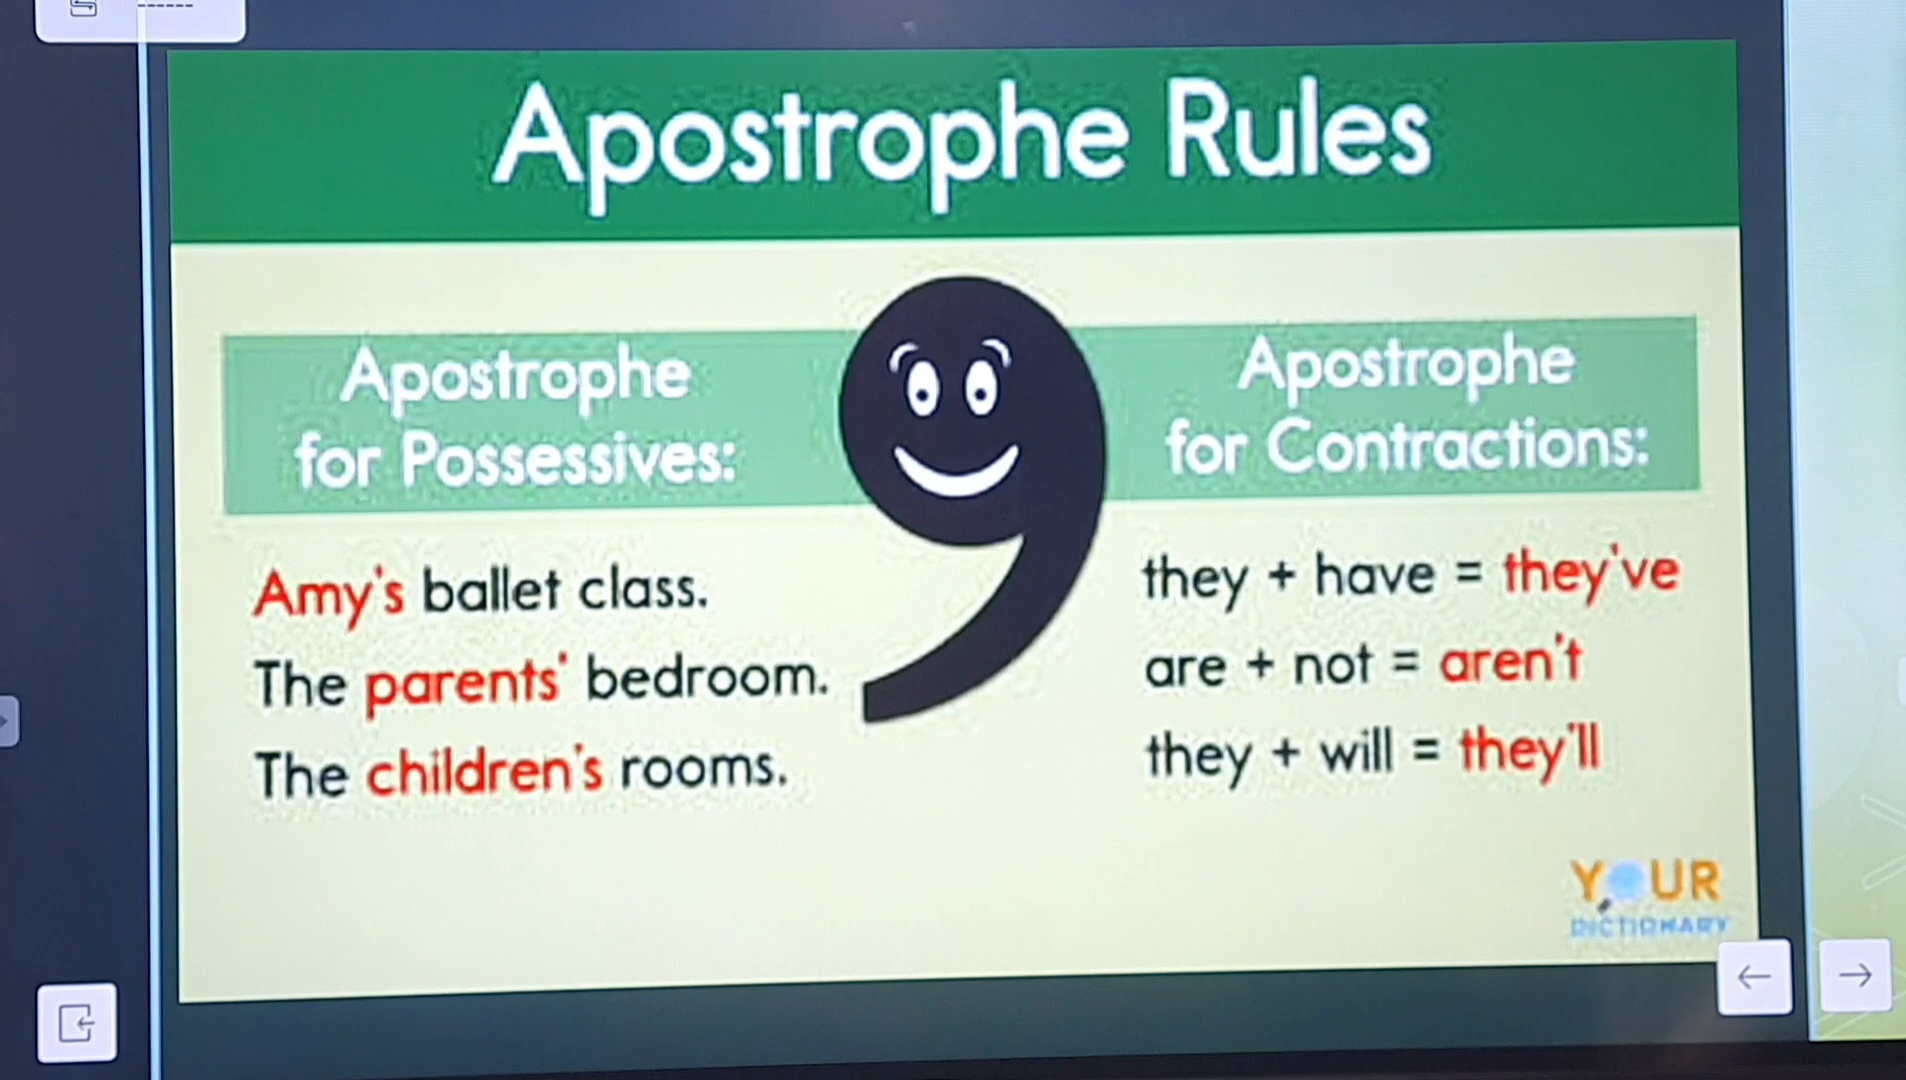 Apostrophe Rules
Apostrophe
for Possessives:
Amy's ballet class.
The parents' bedroom.
The children's rooms.
Apostrophe
for Contractions:
they + have = they've
are + not = aren't
they + will = they'll
YOUR
DICTIONARY